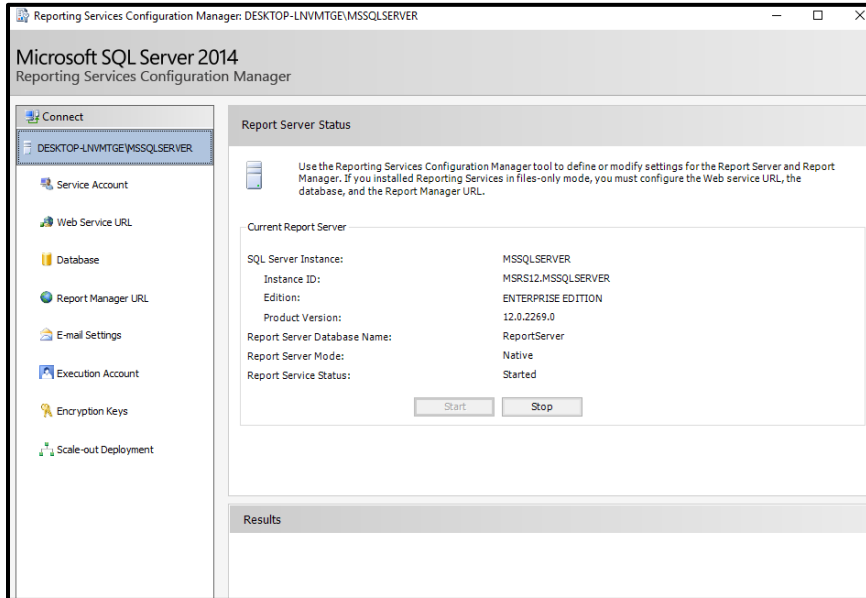 Reporting Services Configuration Manager: DESKTOP-LNVMTGE\MSSQLSERVER
Microsoft SQL Server 2014
Reporting Services Configuration Manager
Connect
DESKTOP-LNVMTGE\MSSQLSERVER
Service Account
Web Service URL
Database
Report Manager URL
E-mail Settings
Execution Account
Encryption Keys
Scale-out Deployment
Report Server Status
Use the Reporting Services Configuration Manager tool to define or modify settings for the Report Server and Report
Manager. If you installed Reporting Services in files-only mode, you must configure the Web service URL, the
database, and the Report Manager URL.
Current Report Server
SQL Server Instance: MSSQLSERVER
Instance ID: MSRS12.MSSQLSERVER
Edition: ENTERPRISE EDITION
Product Version: 12.0.2269.0
Report Server Database Name: ReportServer
Report Server Mode: Native
Report Service Status: Started
Start Stop
Results